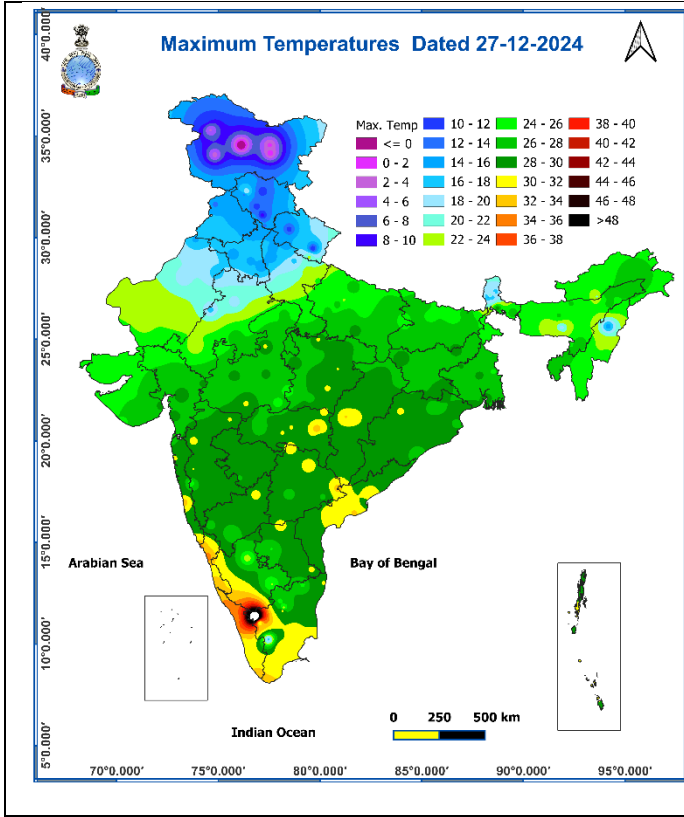 Maximum Temperatures Dated 27-12-2024
Max. Temp
<= 0
0 - 2
2 - 4
4 - 6
6 - 8
8 - 10
10 - 12
12 - 14
14 - 16
16 - 18
18 - 20
20 - 22
22 - 24
24 - 26
26 - 28
28 - 30
30 - 32
32 - 34
34 - 36
36 - 38
38 - 40
40 - 42
42 - 44
44 - 46
46 - 48
>48
40°0.000'
35°0.000'
30°0.000'
25°0.000'
20°0.000'
15°0.000'
10°0.000'
5°0.000'
Arabian Sea
Bay of Bengal
Indian Ocean
0 250 500 km
70°0.000' 75°0.000' 80°0.000' 85°0.000' 90°0.000' 95°0.000'